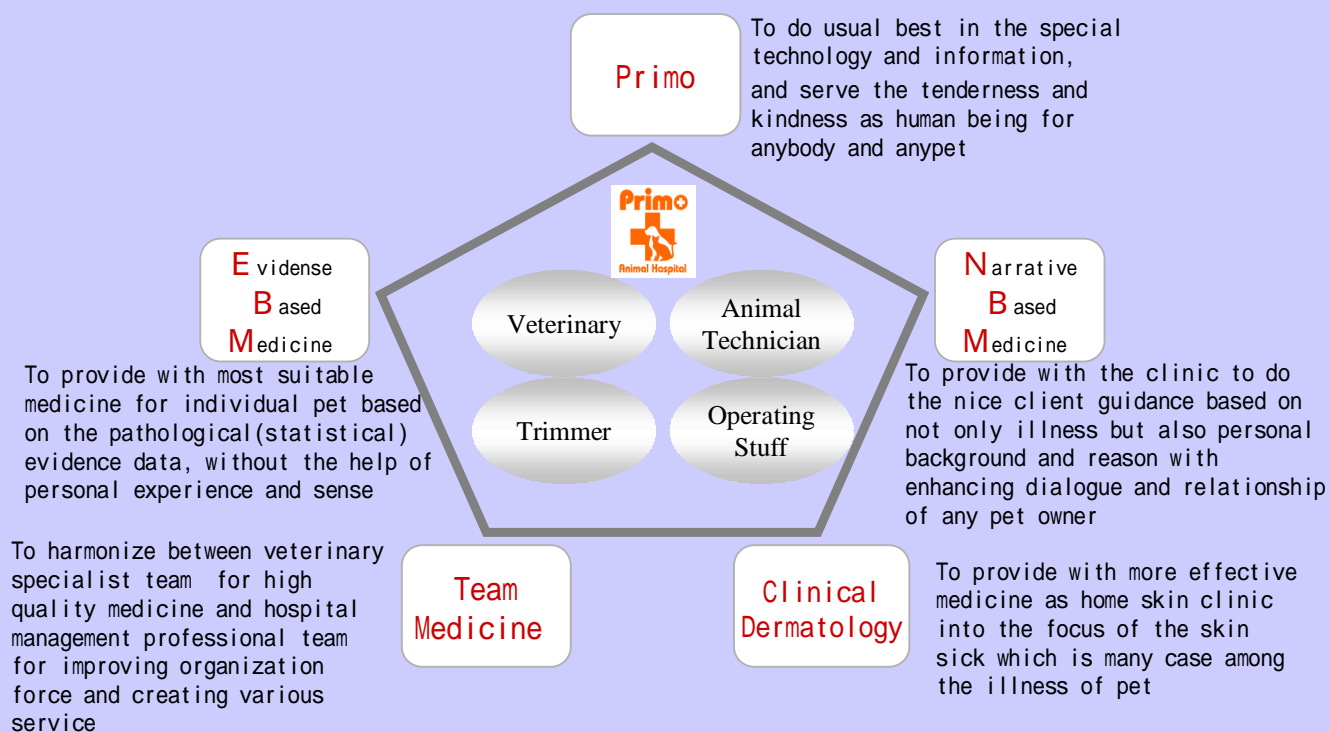 Primo
To do usual best in the special
technology and information,
and serve the tenderness and
kindness as human being for
anybody and anypet
Primo
Animal Hospital
Evidense
Based
Medicine
To provide with most suitable
medicine for individual pet based
on the pathological(statistical)
evidence data, without the help of
personal experience and sense
Veterinary
Animal
Technician
Trimmer
Operating
Stuff
Narrative
Based
Medicine
To provide with the clinic to do
the nice client guidance based on
not only illness but also personal
background and reason with
enhancing dialogue and relationship
of any pet owner
To harmonize between veterinary
specialist team for high
quality medicine and hospital
management professional team
for improving organization
force and creating various
service
Team
Medicine
Clinical
Dermatology
To provide with more effective
medicine as home skin clinic
into the focus of the skin
sick which is many case among
the illness of pet